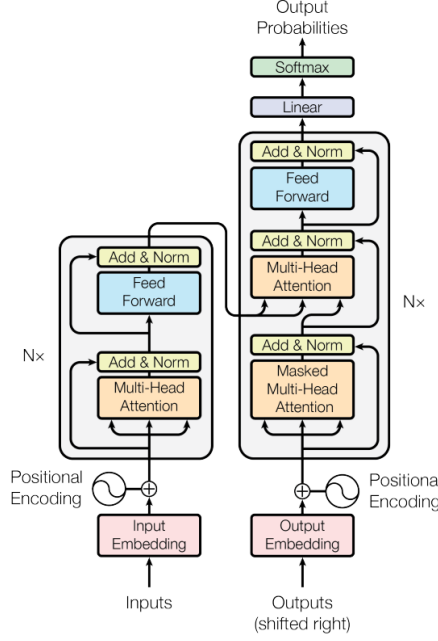 Output
Probabilities
Softmax
Linear
Add & Norm
Feed
Forward
Add & Norm
Multi-Head
Attention
Add & Norm
Masked
Multi-Head
Attention
N×
Add & Norm
Feed
Forward
Add & Norm
Multi-Head
Attention
N×
Positional
Encoding
Positional
Encoding
Input
Embedding
Output
Embedding
Inputs
Outputs
(shifted right)